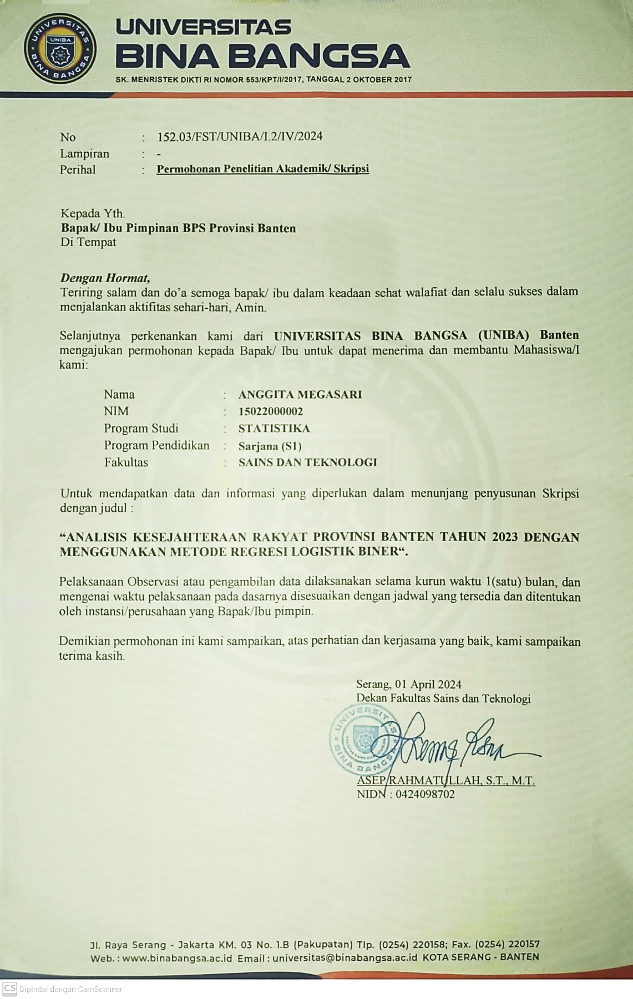 UNIVERSITAS
BINA BANGSA
SK. MENRISTEK DIKTI RI NOMOR 553/KPT/I/2017, TANGGAL 2 OKTOBER 2017
UNIVERSITAS
UNIBA
BINA BANGSA
No : 152.03/FST/UNIBA/I.2/IV/2024
Lampiran : -
Perihal : Permohonan Penelitian Akademik/ Skripsi
Kepada Yth.
Bapak/ Ibu Pimpinan BPS Provinsi Banten
Di Tempat
Dengan Hormat,
Teriring salam dan do’a semoga bapak/ ibu dalam keadaan sehat walafiat dan selalu sukses dalam
menjalankan aktifitas sehari-hari, Amin.
Selanjutnya perkenankan kami dari UNIVERSITAS BINA BANGSA (UNIBA) Banten
mengajukan permohonan kepada Bapak/ Ibu untuk dapat menerima dan membantu Mahasiswa/I
kami:
Nama : ANGGITA MEGASARI
NIM : 15022000002
Program Studi : STATISTIKA
Program Pendidikan : Sarjana (S1)
Fakultas : SAINS DAN TEKNOLOGI
Untuk mendapatkan data dan informasi yang diperlukan dalam menunjang penyusunan Skripsi
dengan judul :
“ANALISIS KESEJAHTERAAN RAKYAT PROVINSI BANTEN TAHUN 2023 DENGAN
MENGGUNAKAN METODE REGRESI LOGISTIK BINER“.
Pelaksanaan Observasi atau pengambilan data dilaksanakan selama kurun waktu 1(satu) bulan, dan
mengenai waktu pelaksanaan pada dasarnya disesuaikan dengan jadwal yang tersedia dan ditentukan
oleh instansi/perusahaan yang Bapak/Ibu pimpin.
Demikian permohonan ini kami sampaikan, atas perhatian dan kerjasama yang baik, kami sampaikan
terima kasih.
Serang, 01 April 2024
Dekan Fakultas Sains dan Teknologi
UNIVERSITAS
UNIBA
BINA BANGSA
ASEP RAHMATULLAH, S.T., M.T.
NIDN : 0424098702
Jl. Raya Serang - Jakarta KM. 03 No. 1.B (Pakupatan) Tlp. (0254) 220158; Fax. (0254) 220157
Web. : www.binabangsa.ac.id Email : universitas@binabangsa.ac.id KOTA SERANG - BANTEN
CS Dipindai dengan CamScanner